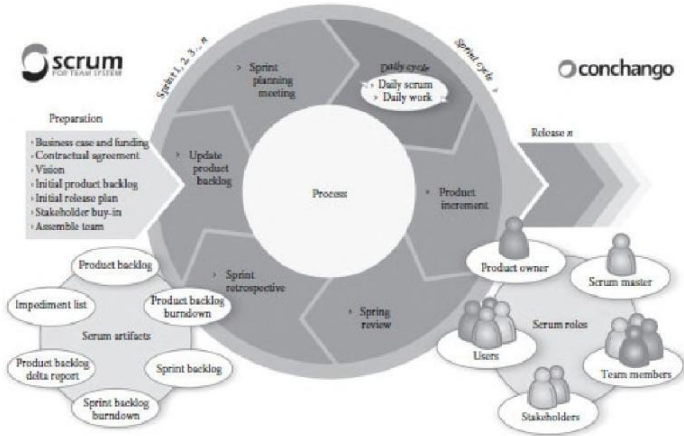 scrum
FOR TEAM SYSTEM
conchango
Sprint 1, 2, 3... n
Sprint cycle
Preparation
› Business case and funding
› Contractual agreement
› Vision
› Initial product backlog
› Initial release plan
› Stakeholder buy-in
› Assemble team
› Sprint
planning
meeting
Daily cycle
› Daily scrum
› Daily work
› Update
product
backlog
Process
› Product
increment
› Sprint
retrospective
› Spring
review
Release n
Product backlog
Impediment list
Product backlog
burndown
Scrum artifacts
Product backlog
delta report
Sprint backlog
Sprint backlog
burndown
Product owner
Scrum master
Scrum roles
Users
Team members
Stakeholders